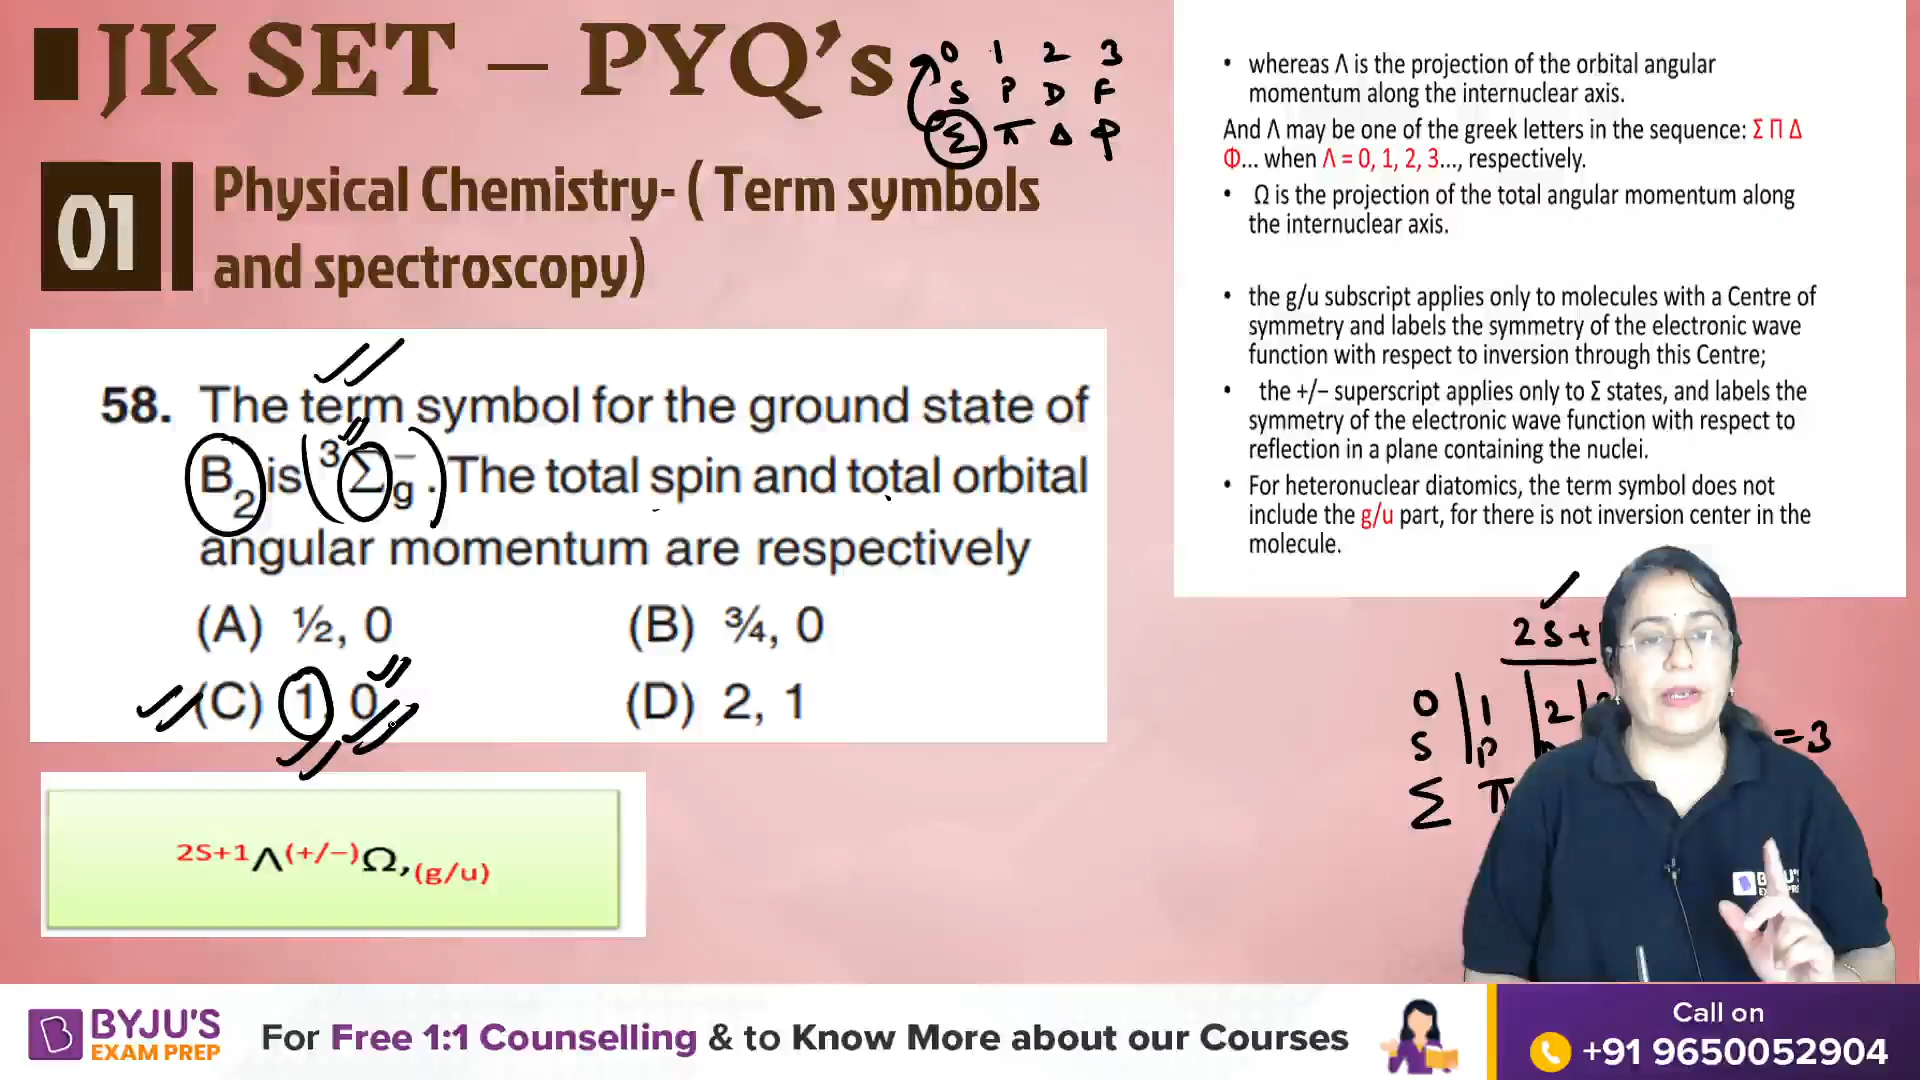 JK SET – PYQ's
0 1 2 3
S P D F
Σ π Δ φ
01
Physical Chemistry- ( Term symbols
and spectroscopy)
58. The term symbol for the ground state of
B2 is (³Σg⁻). The total spin and total orbital
angular momentum are respectively
(A) ½, 0
(B) ¾, 0
(C) 1, 0
(D) 2, 1
2S+1Λ(+/−)Ω,(g/u)
• whereas Λ is the projection of the orbital angular
momentum along the internuclear axis.
And Λ may be one of the greek letters in the sequence: Σ Π Δ
Φ... when Λ = 0, 1, 2, 3..., respectively.
• Ω is the projection of the total angular momentum along
the internuclear axis.
• the g/u subscript applies only to molecules with a Centre of
symmetry and labels the symmetry of the electronic wave
function with respect to inversion through this Centre;
• the +/− superscript applies only to Σ states, and labels the
symmetry of the electronic wave function with respect to
reflection in a plane containing the nuclei.
• For heteronuclear diatomics, the term symbol does not
include the g/u part, for there is not inversion center in the
molecule.
2S+
0 | 1 | 2 |
S | P |
=3
Σ π
BYJU'S
EXAM PREP
For Free 1:1 Counselling & to Know More about our Courses
Call on
+91 9650052904